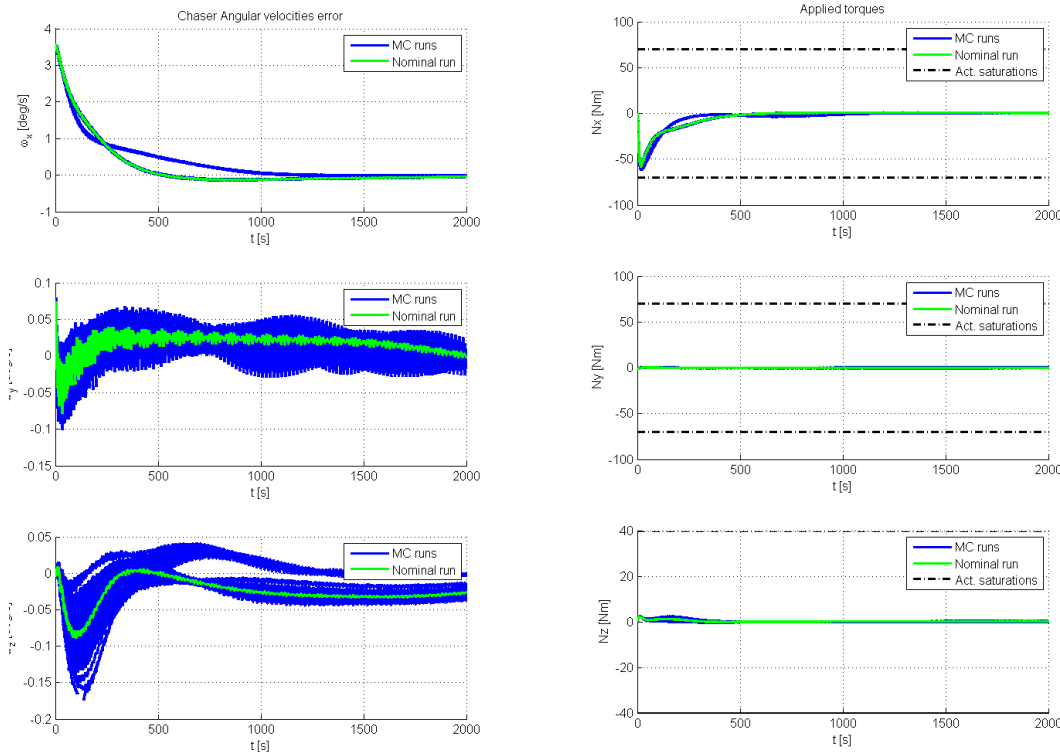 Chaser Angular velocities error
4
3
2
1
0
-1
ω_x [deg/s]
0 500 1000 1500 2000
t [s]
MC runs
Nominal run
0.1
0.05
0
-0.05
-0.1
-0.15
0 500 1000 1500 2000
t [s]
MC runs
Nominal run
0.05
0
-0.05
-0.1
-0.15
-0.2
0 500 1000 1500 2000
t [s]
MC runs
Nominal run
Applied torques
100
50
0
-50
-100
Nx [Nm]
0 500 1000 1500 2000
t [s]
MC runs
Nominal run
Act. saturations
100
50
0
-50
-100
Ny [Nm]
0 500 1000 1500 2000
t [s]
MC runs
Nominal run
Act. saturations
40
20
0
-20
-40
Nz [Nm]
0 500 1000 1500 2000
t [s]
MC runs
Nominal run
Act. saturations